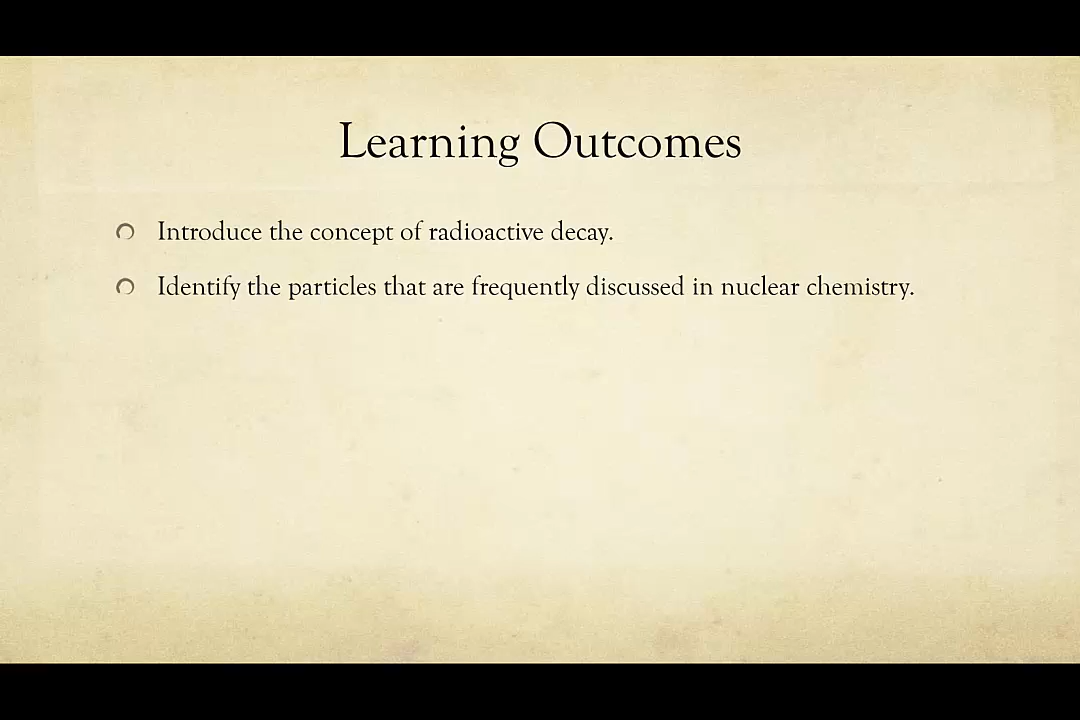 Learning Outcomes
Introduce the concept of radioactive decay.
Identify the particles that are frequently discussed in nuclear chemistry.